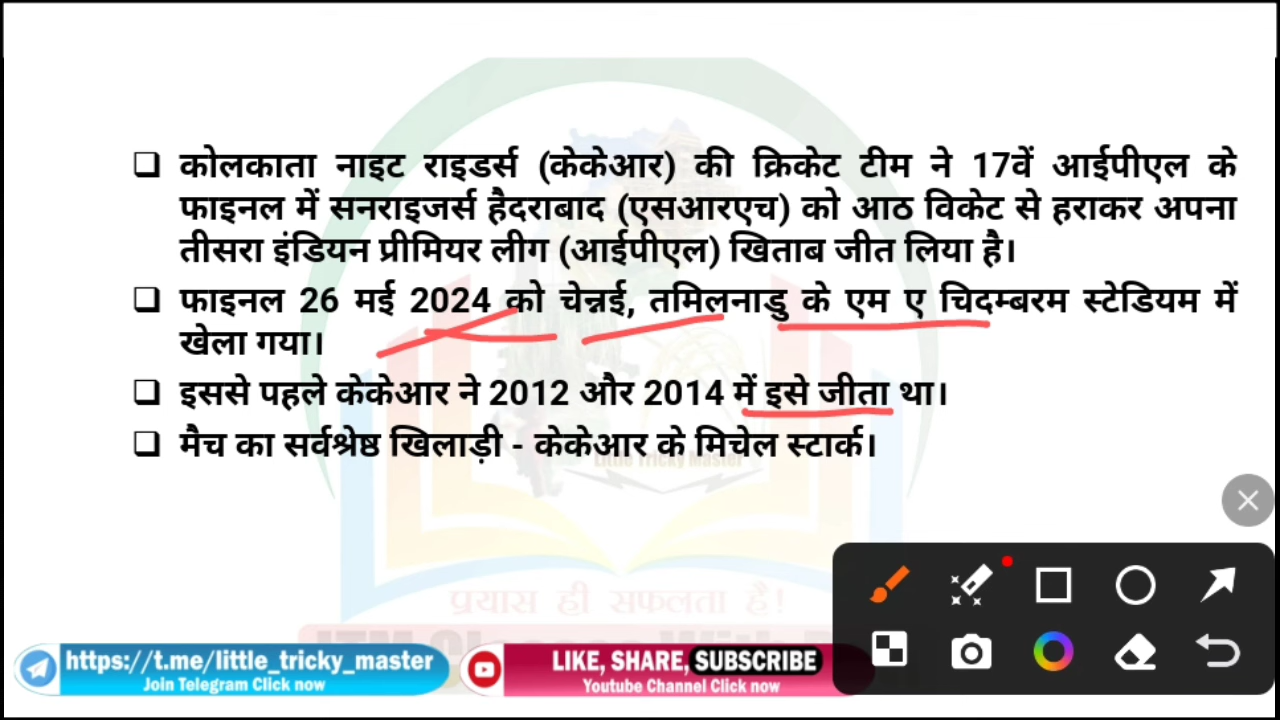 ❑ कोलकाता नाइट राइडर्स (केकेआर) की क्रिकेट टीम ने 17वें आईपीएल के
फाइनल में सनराइजर्स हैदराबाद (एसआरएच) को आठ विकेट से हराकर अपना
तीसरा इंडियन प्रीमियर लीग (आईपीएल) खिताब जीत लिया है।
❑ फाइनल 26 मई 2024 को चेन्नई, तमिलनाडु के एम ए चिदम्बरम स्टेडियम में
खेला गया।
❑ इससे पहले केकेआर ने 2012 और 2014 में इसे जीता था।
❑ मैच का सर्वश्रेष्ठ खिलाड़ी - केकेआर के मिचेल स्टार्क।
Little Tricky Master
प्रयास ही सफलता है!
https://t.me/little_tricky_master
Join Telegram Click now
LIKE, SHARE, SUBSCRIBE
Youtube Channel Click now